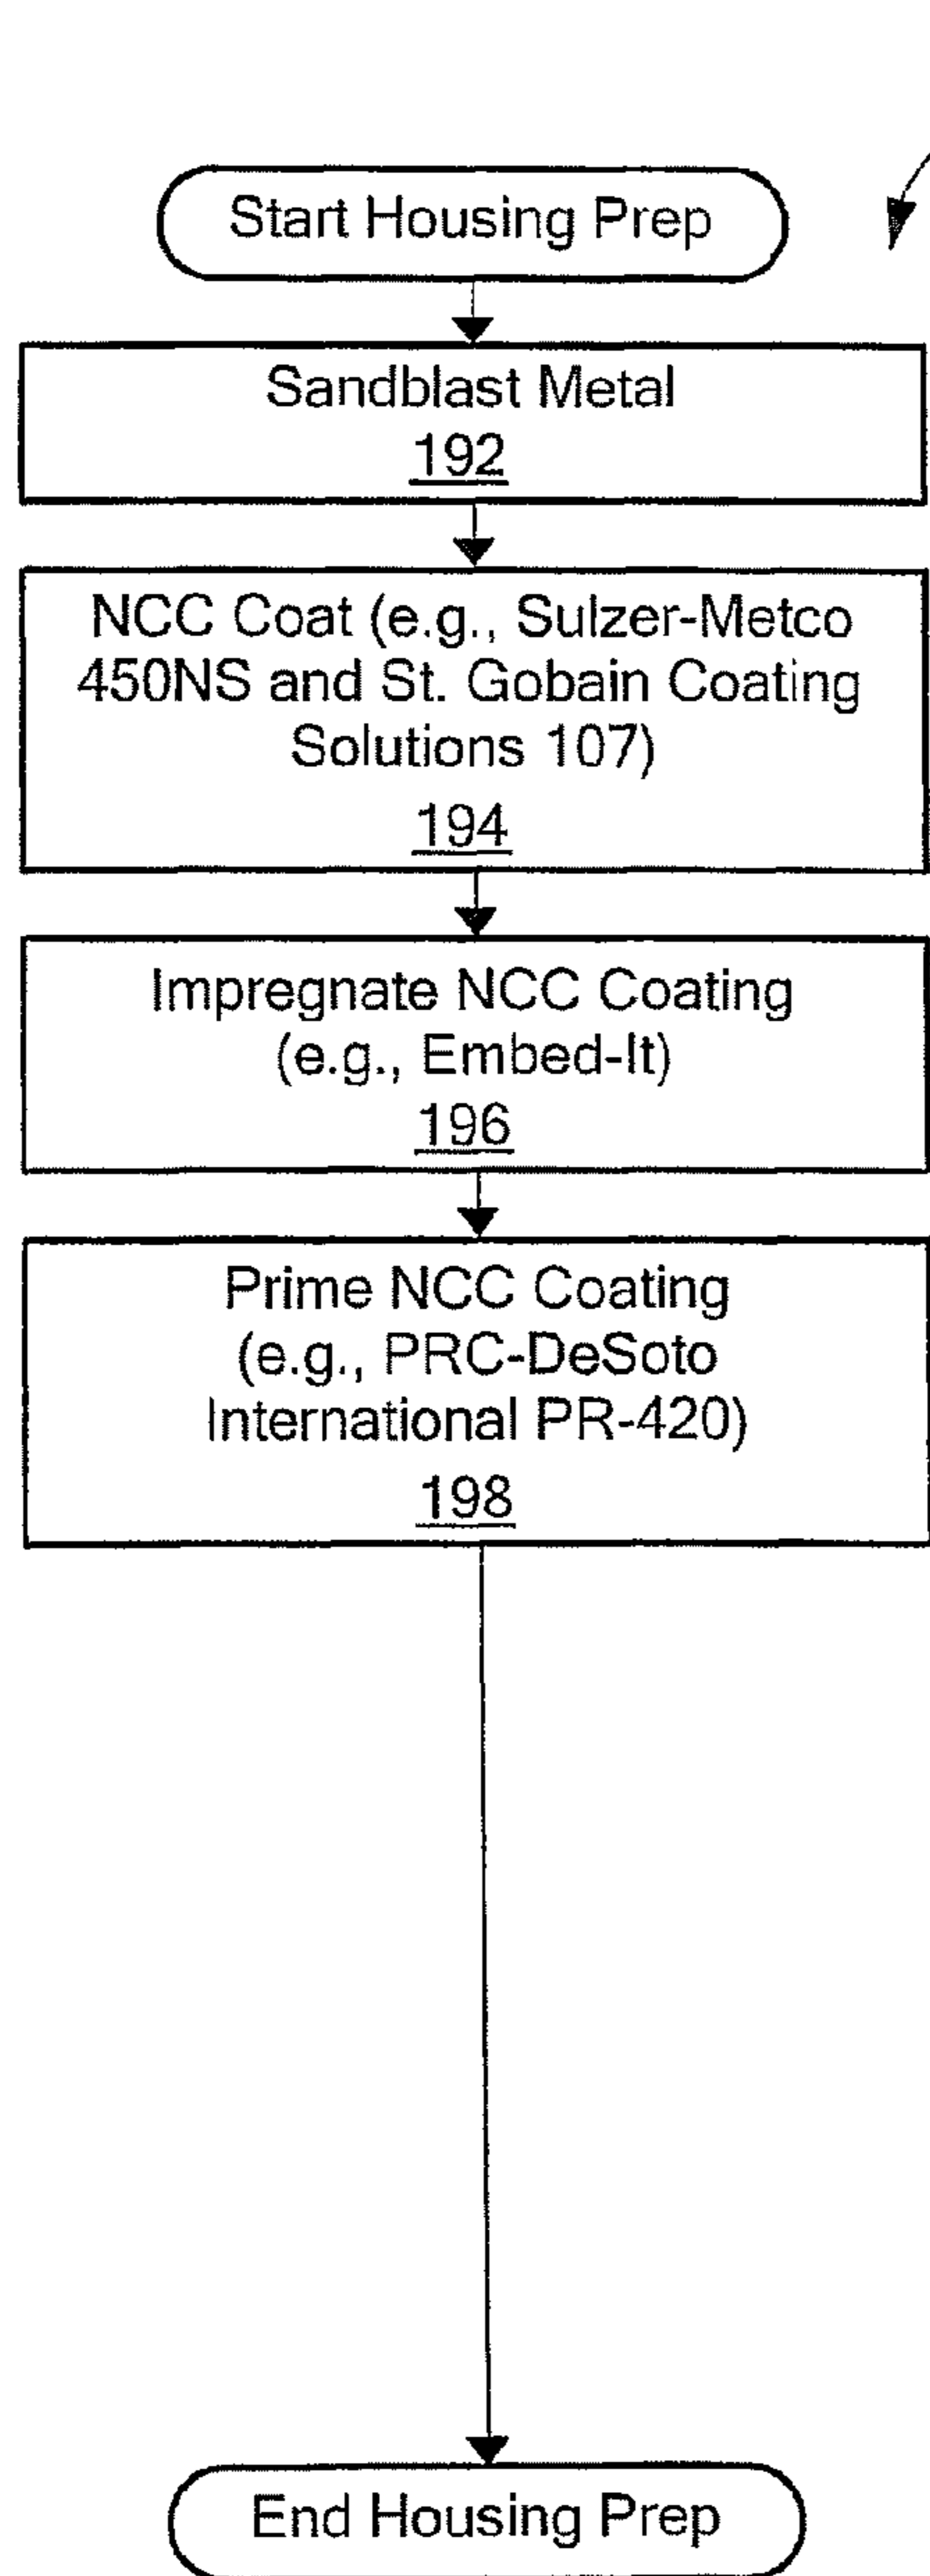 Start Housing Prep
Sandblast Metal
192
NCC Coat (e.g., Sulzer-Metco
450NS and St. Gobain Coating
Solutions 107)
194
Impregnate NCC Coating
(e.g., Embed-It)
196
Prime NCC Coating
(e.g., PRC-DeSoto
International PR-420)
198
End Housing Prep